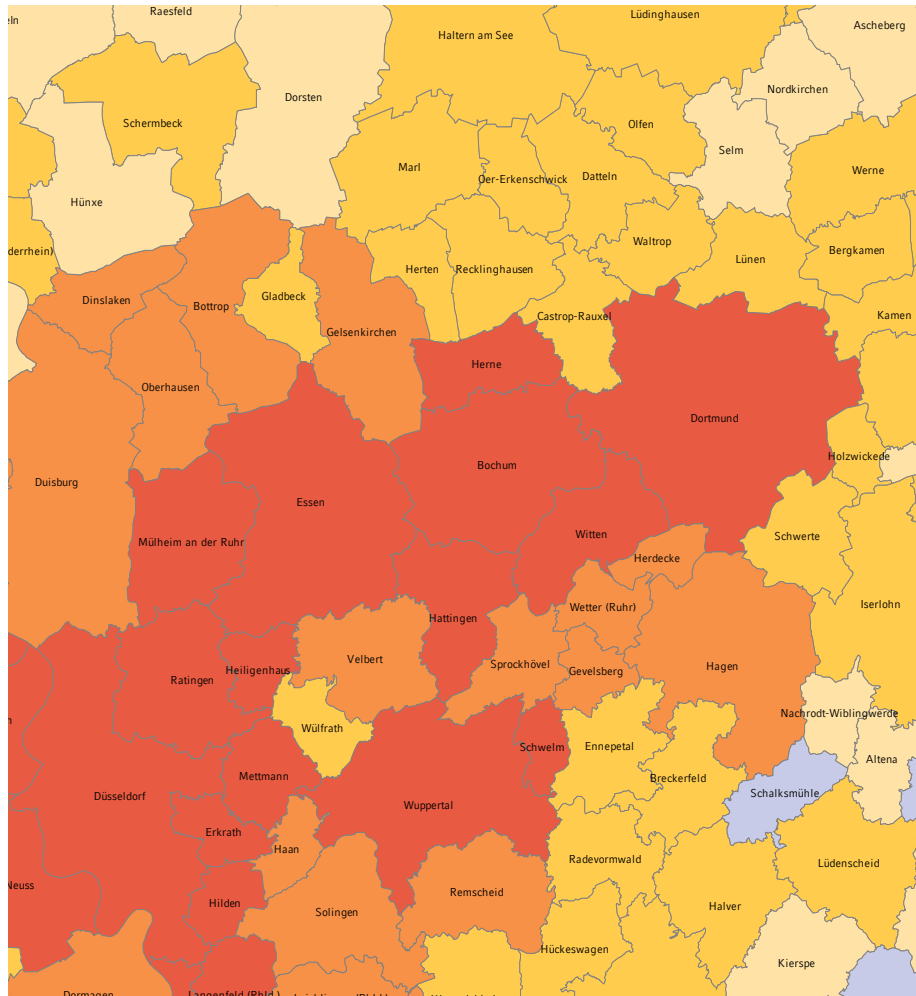 Raesfeld
Lüdinghausen
eln
Ascheberg
Haltern am See
Nordkirchen
Dorsten
Schermbeck
Olfen
Selm
Marl
Werne
Oer-Erkenschwick
Datteln
Hünxe
Waltrop
derrhein)
Bergkamen
Lünen
Herten
Recklinghausen
Gladbeck
Dinslaken
Bottrop
Castrop-Rauxel
Kamen
Gelsenkirchen
Herne
Oberhausen
Dortmund
Holzwickede
Bochum
Duisburg
Essen
Witten
Schwerte
Mülheim an der Ruhr
Herdecke
Iserlohn
Wetter (Ruhr)
Hattingen
Velbert
Sprockhövel
Hagen
Heiligenhaus
Gevelsberg
Ratingen
Nachrodt-Wiblingwerde
n
Wülfrath
Schwelm
Ennepetal
Altena
Mettmann
Breckerfeld
Schalksmühle
Düsseldorf
Wuppertal
Erkrath
Haan
Radevormwald
Lüdenscheid
Neuss
Remscheid
Hilden
Halver
Solingen
Hückeswagen
Kierspe
Dormagen
Langenfeld (Rhld.)